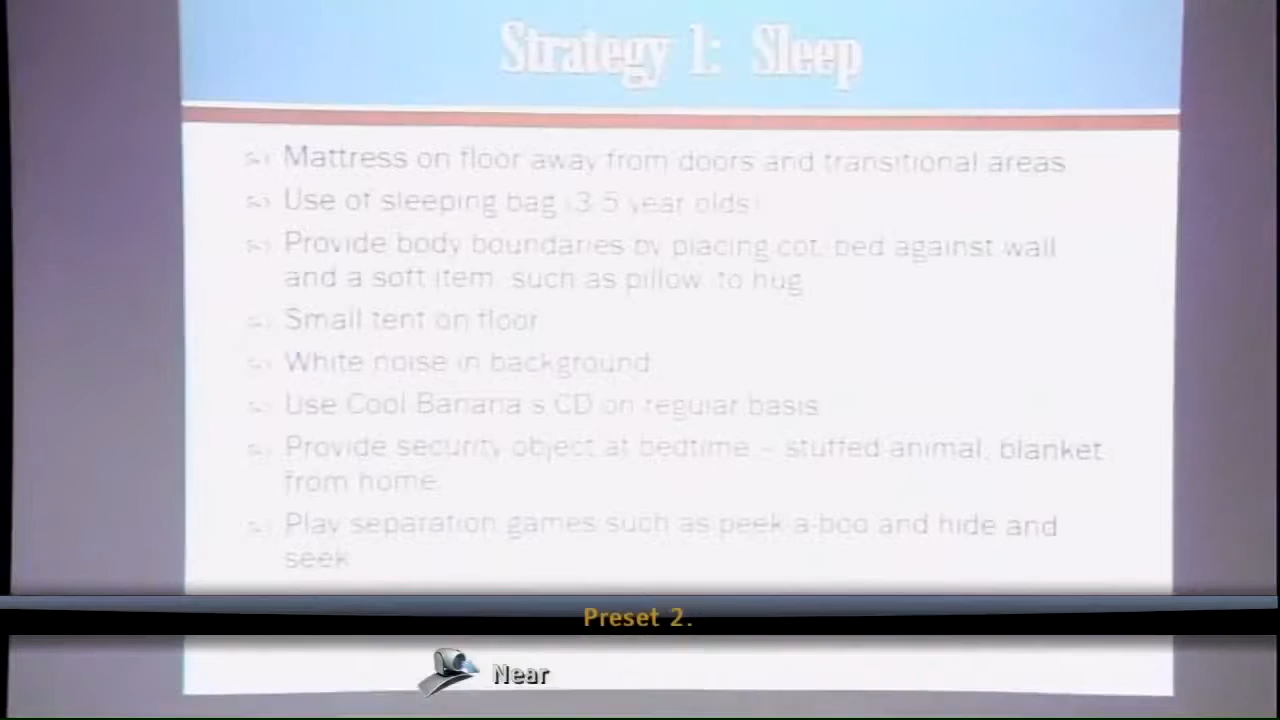 Strategy 1: Sleep
Mattress on floor away from doors and transitional areas
Use of sleeping bag (3-5 year olds)
Provide body boundaries by placing cot, bed against wall
and a soft item, such as pillow, to hug
Small tent on floor
White noise in background
Use Cool Banana's CD on regular basis
Provide security object at bedtime – stuffed animal, blanket
from home
Play separation games such as peek-a-boo and hide and
seek
Preset 2.
Near